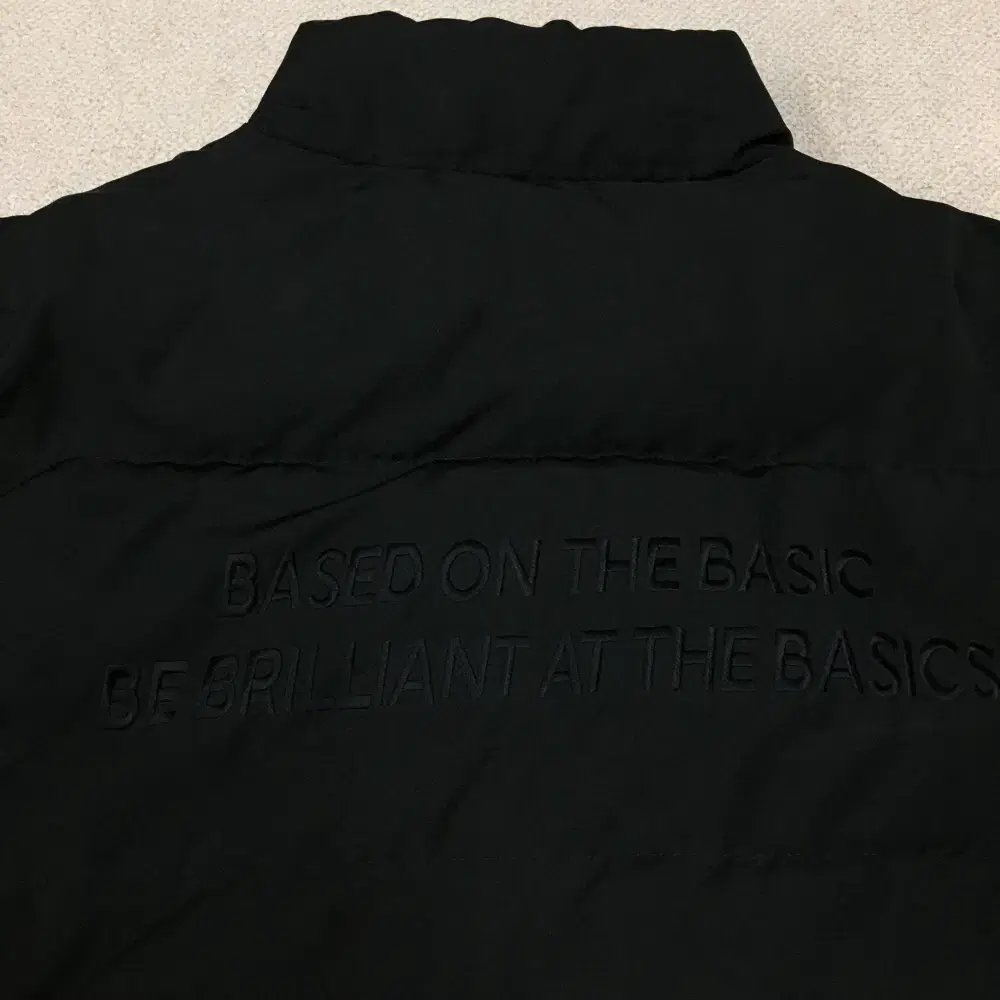 BASED ON THE BASIC
BE BRILLIANT AT THE BASICS